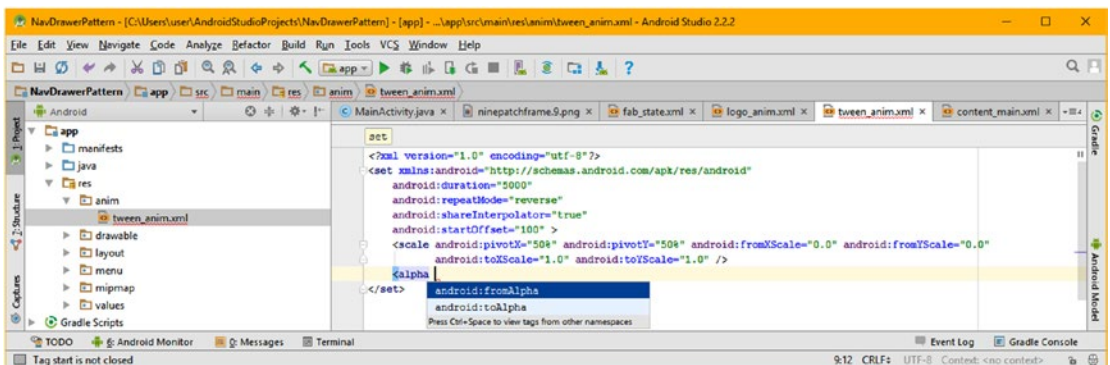 NavDrawerPattern - [C:\Users\user\AndroidStudioProjects\NavDrawerPattern] - [app] - ...\app\src\main\res\anim\tween_anim.xml - Android Studio 2.2.2
File Edit View Navigate Code Analyze Refactor Build Run Tools VCS Window Help
app
NavDrawerPattern app src main res anim tween_anim.xml
Android MainActivity.java ninepatchframe.9.png fab_state.xml logo_anim.xml tween_anim.xml content_main.xml
1: Project
7: Structure
Captures
app
manifests
java
res
anim
tween_anim.xml
drawable
layout
menu
mipmap
values
Gradle Scripts
set
<?xml version="1.0" encoding="utf-8"?>
<set xmlns:android="http://schemas.android.com/apk/res/android"
android:duration="5000"
android:repeatMode="reverse"
android:shareInterpolator="true"
android:startOffset="100" >
<scale android:pivotX="50%" android:pivotY="50%" android:fromXScale="0.0" android:fromYScale="0.0"
android:toXScale="1.0" android:toYScale="1.0" />
<alpha
</set>
android:fromAlpha
android:toAlpha
Press Ctrl+Space to view tags from other namespaces
Gradle
Android Model
TODO 6: Android Monitor 0: Messages Terminal Event Log Gradle Console
Tag start is not closed 9:12 CRLF UTF-8 Context: <no context>